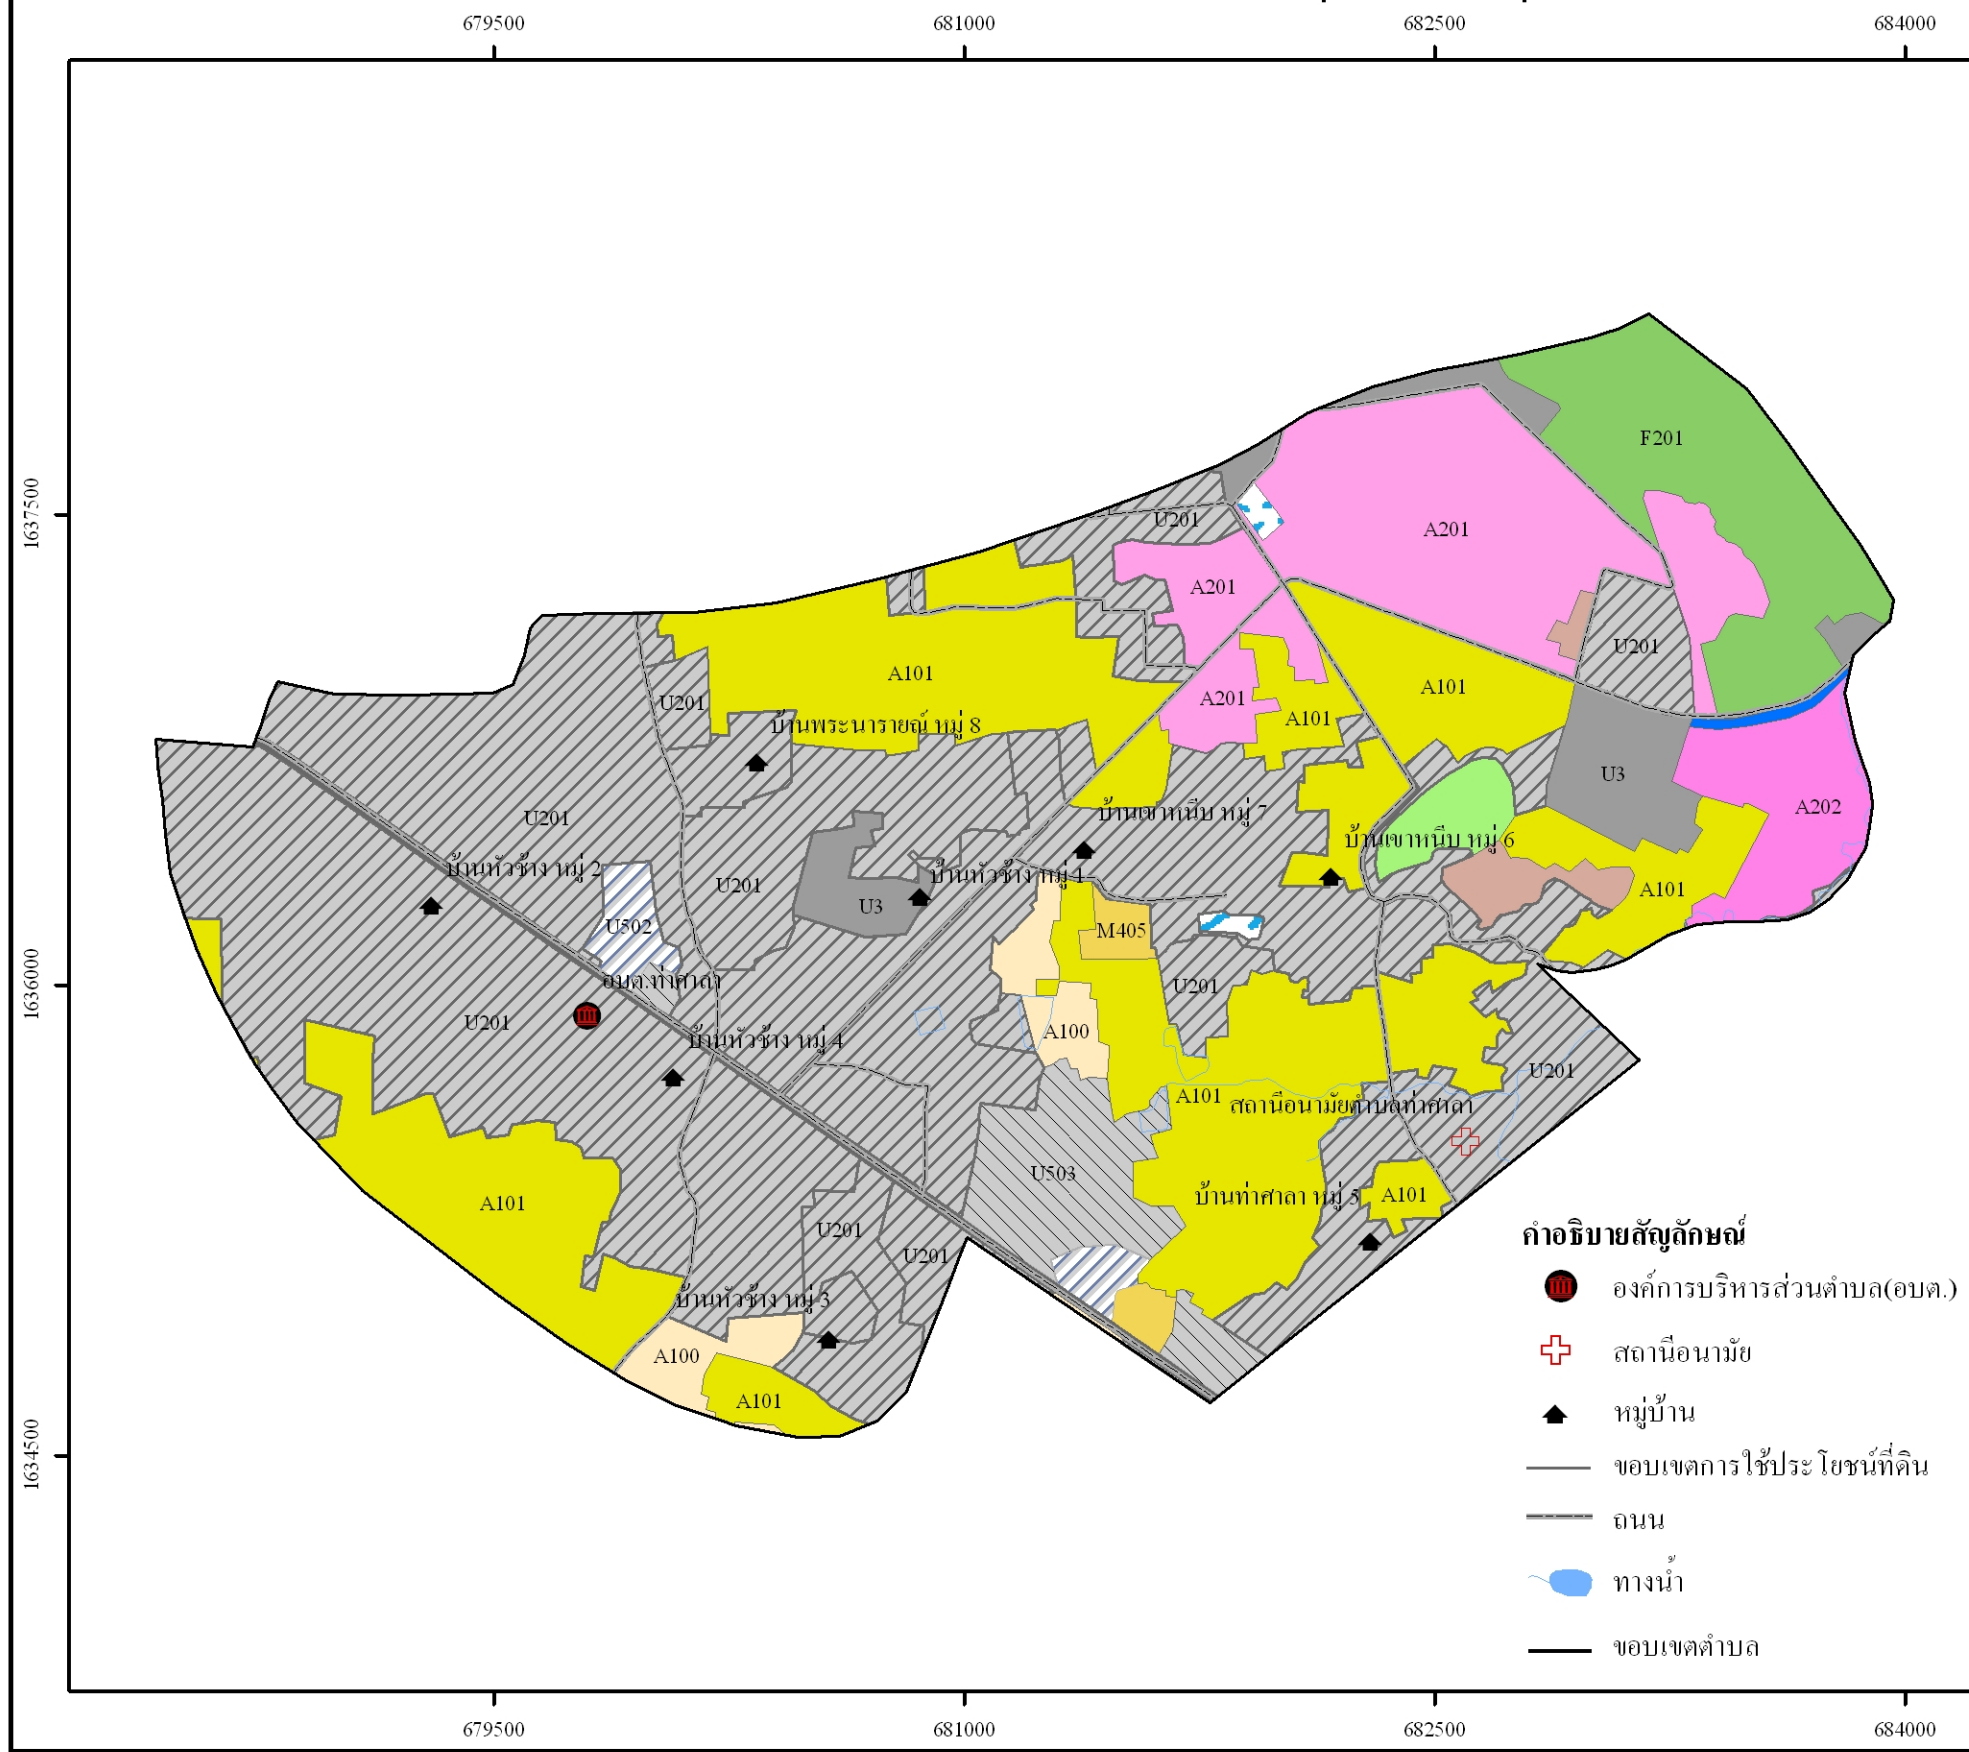 679500 681000 682500 684000
1637500
1636000
1634500
F201
A201
U201
A201
U201
A101
A201
A101
A101
U201
บ้านพระนารายณ์ หมู่ 8
U3
A202
U201
บ้านเขาหนีบ หมู่ 7
บ้านเขาหนีบ หมู่ 6
บ้านหัวช้าง หมู่ 2
บ้านหัวช้าง หมู่ 1
U201
U3
A101
U502
M405
อบต.ท่าศาลา
U201
U201
A100
บ้านหัวช้าง หมู่ 4
U201
A101
สถานีอนามัยตำบลท่าศาลา
U503
A101
บ้านท่าศาลา หมู่ 5
A101
U201
U201
บ้านหัวช้าง หมู่ 3
A100
A101
คำอธิบายสัญลักษณ์
องค์การบริหารส่วนตำบล(อบต.)
สถานีอนามัย
หมู่บ้าน
ขอบเขตการใช้ประโยชน์ที่ดิน
ถนน
ทางน้ำ
ขอบเขตตำบล
679500 681000 682500 684000